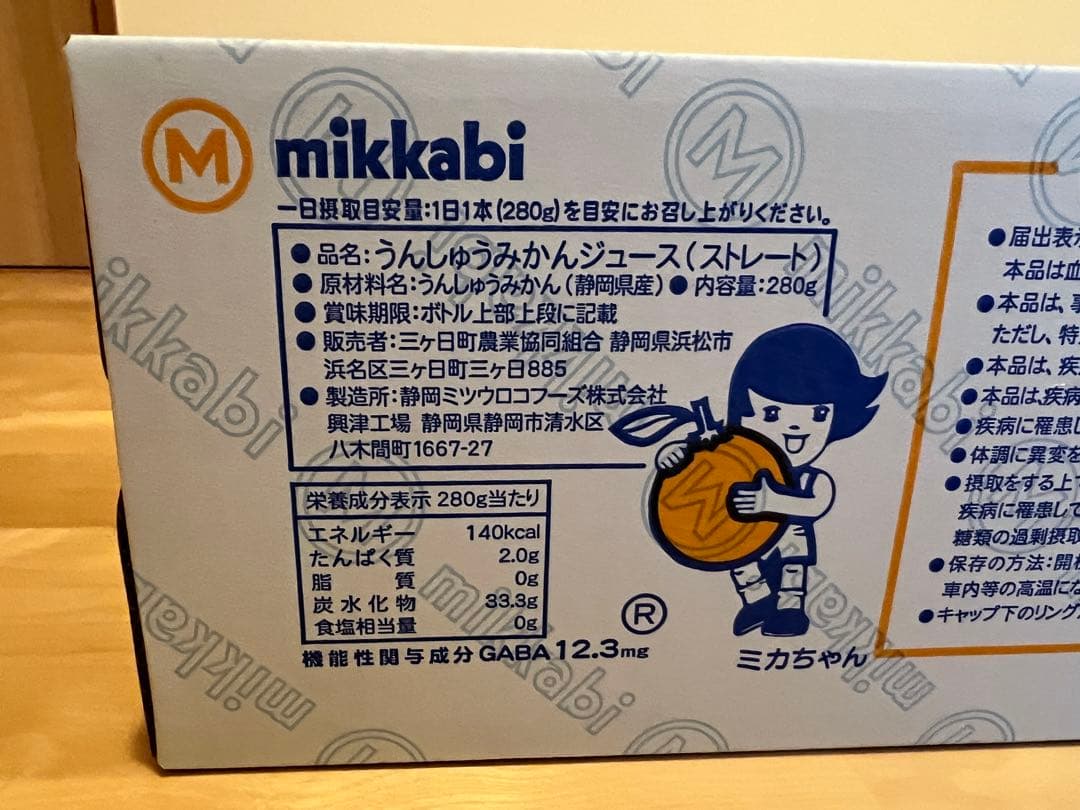 M mikkabi
一日摂取目安量:1日1本(280g)を目安にお召し上がりください。
●品名:うんしゅうみかんジュース(ストレート)
●原材料名:うんしゅうみかん(静岡県産)●内容量:280g
●賞味期限:ボトル上部上段に記載
●販売者:三ヶ日町農業協同組合 静岡県浜松市
浜名区三ヶ日町三ヶ日885
●製造所:静岡ミツウロコフーズ株式会社
興津工場 静岡県静岡市清水区
八木間町1667-27
栄養成分表示 280g当たり
エネルギー 140kcal
たんぱく質 2.0g
脂質 0g
炭水化物 33.3g
食塩相当量 0g
機能性関与成分GABA12.3mg
®
ミカちゃん
●届出表示
本品は血
●本品は、事
ただし、特
●本品は、疾
●本品は、疾病
●疾病に罹患し
●体調に異変を
●摂取をする上で
疾病に罹患して
糖類の過剰摂取
●保存の方法:開栓
車内等の高温にな
●キャップ下のリング